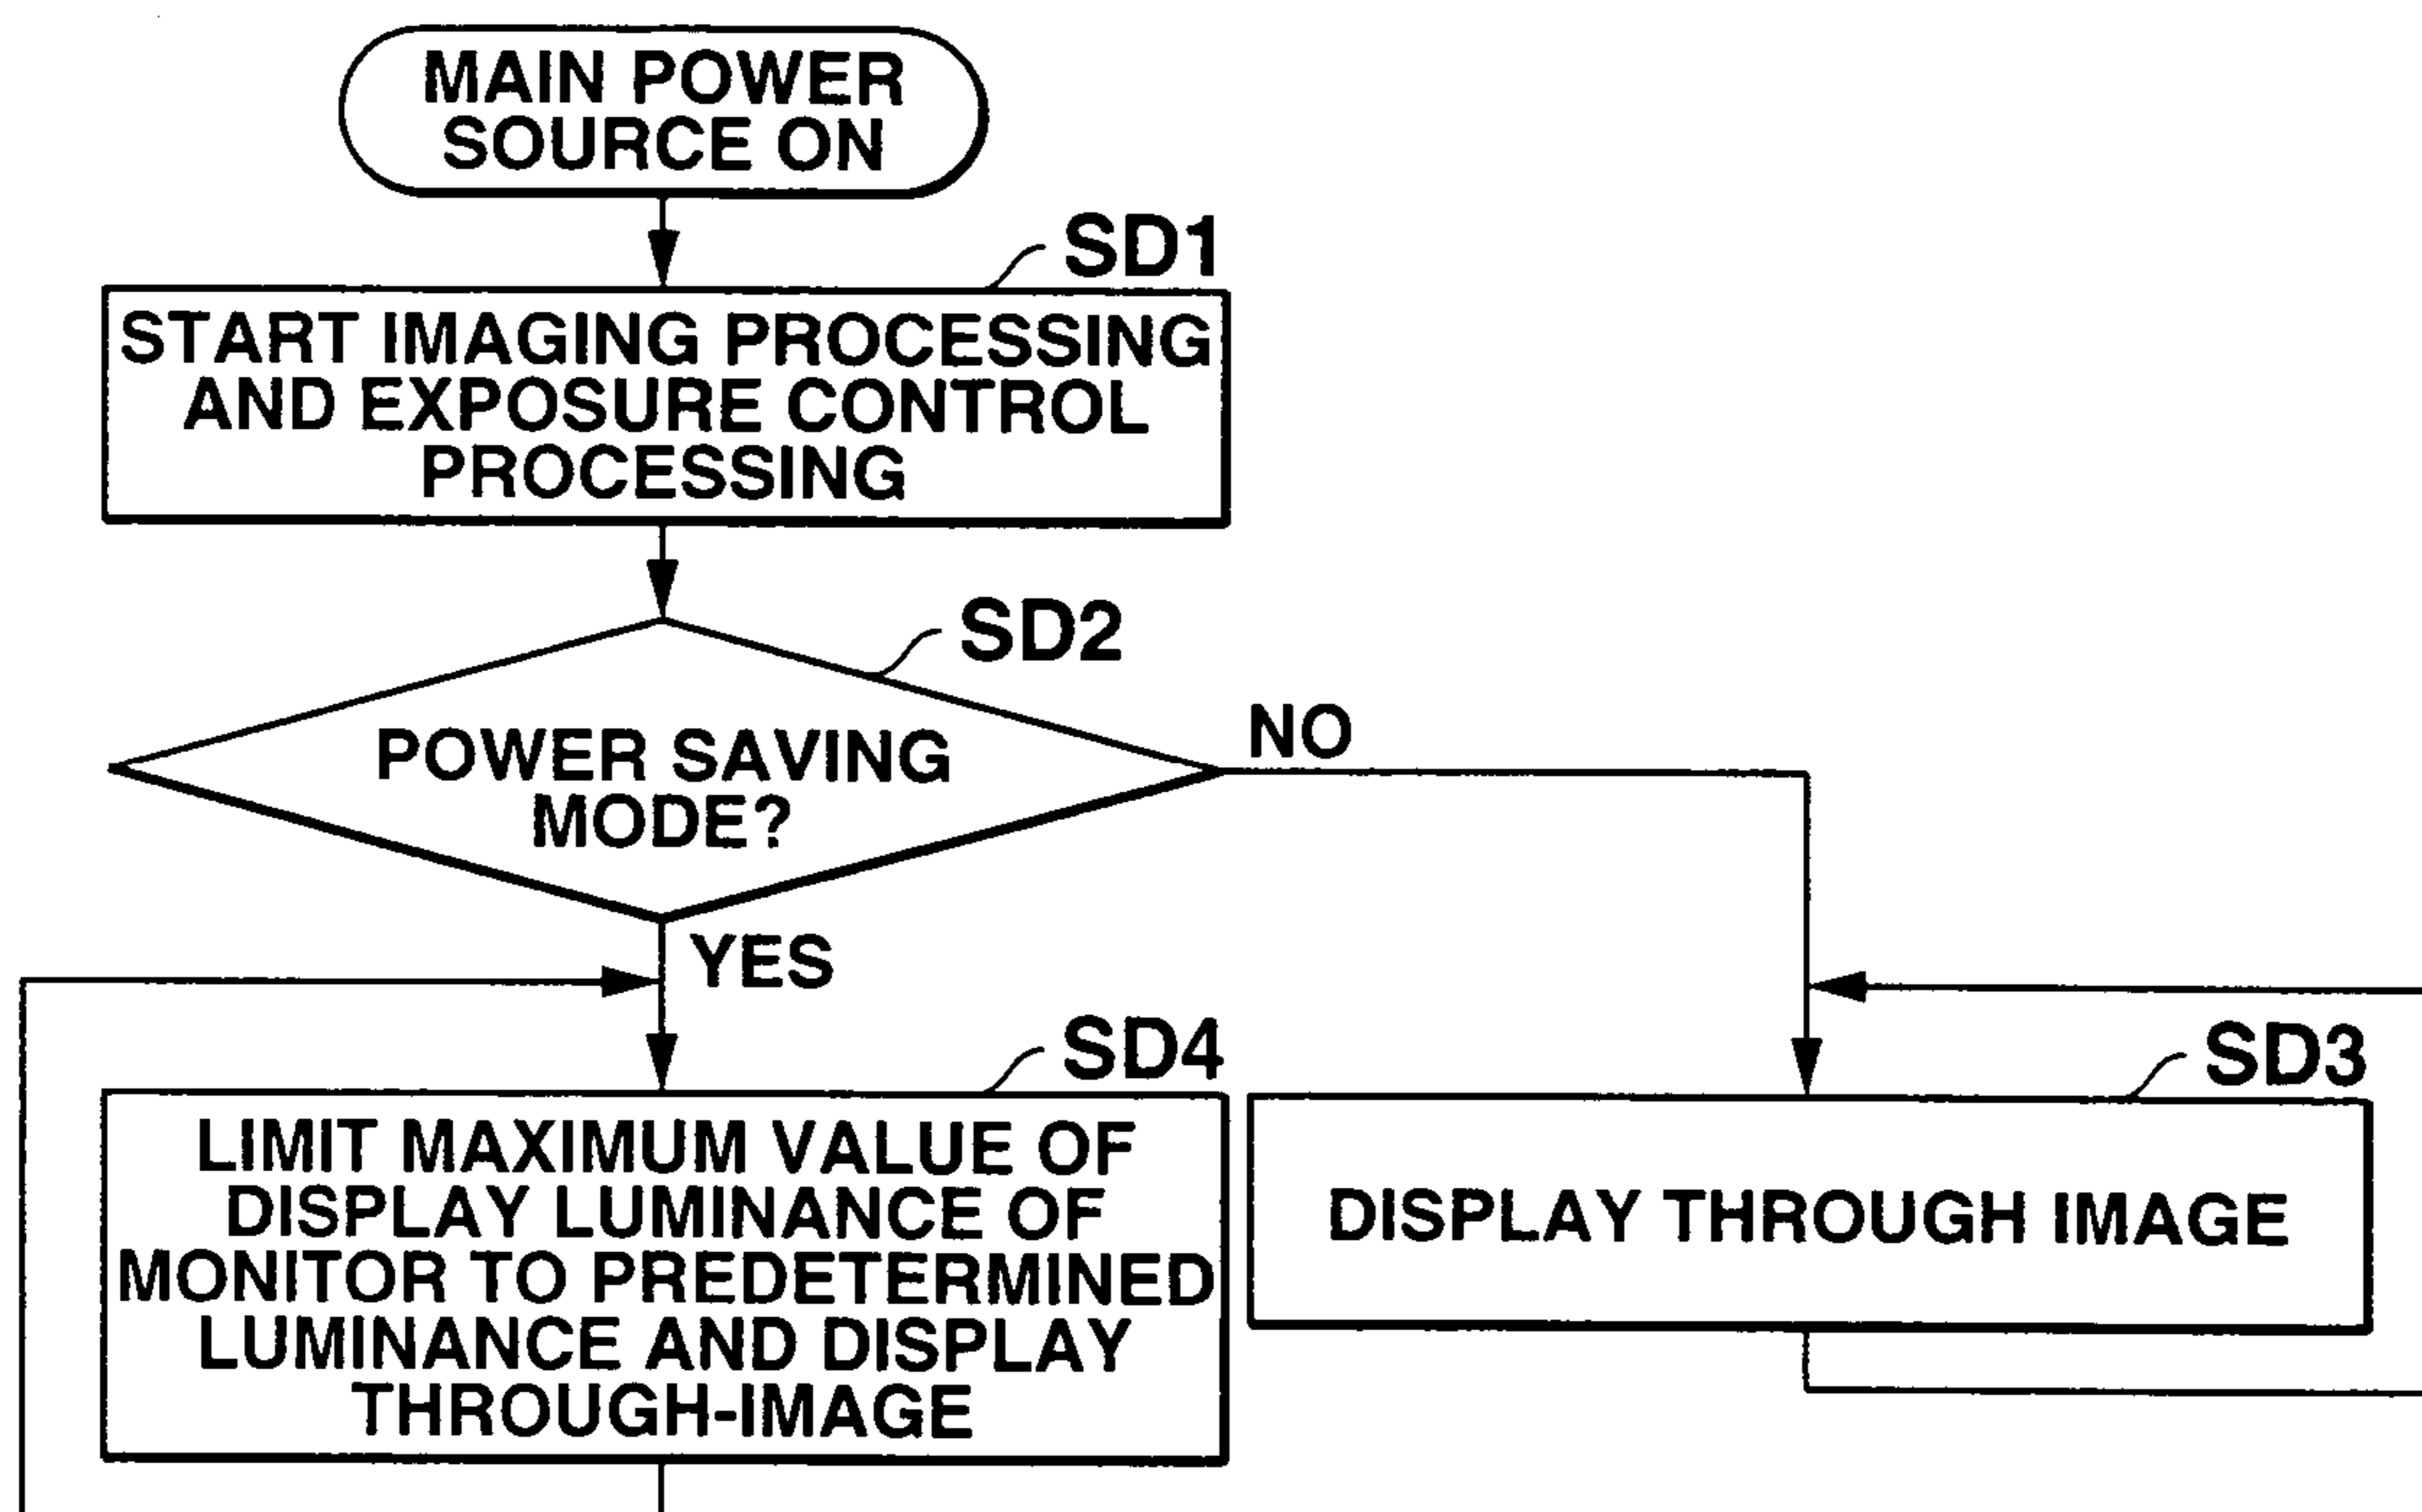 MAIN POWER
SOURCE ON
SD1
START IMAGING PROCESSING
AND EXPOSURE CONTROL
PROCESSING
SD2
POWER SAVING
MODE?
NO
YES
SD4
LIMIT MAXIMUM VALUE OF
DISPLAY LUMINANCE OF
MONITOR TO PREDETERMINED
LUMINANCE AND DISPLAY
THROUGH-IMAGE
SD3
DISPLAY THROUGH IMAGE